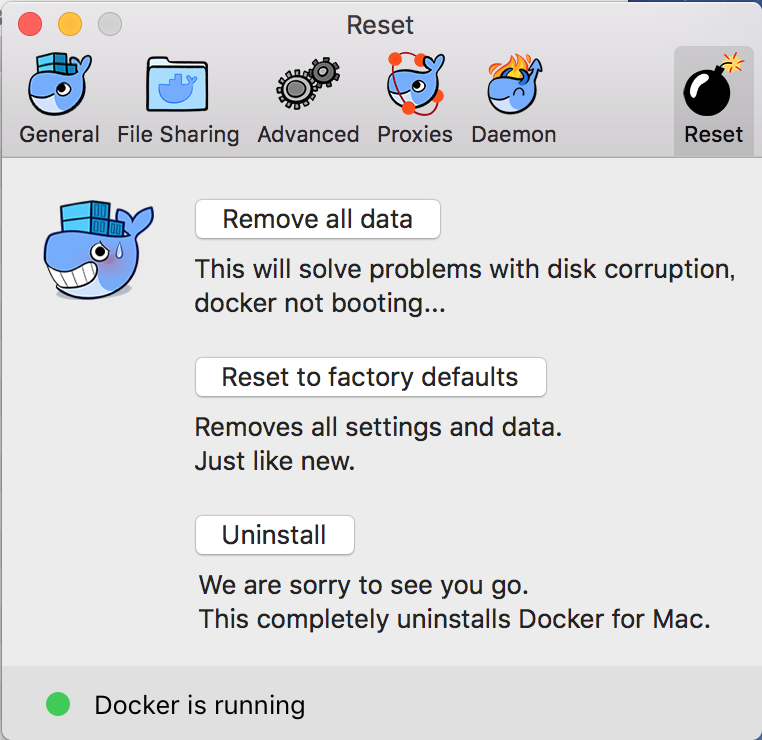 Reset
General
File Sharing
Advanced
Proxies
Daemon
Reset
Remove all data
This will solve problems with disk corruption,
docker not booting...
Reset to factory defaults
Removes all settings and data.
Just like new.
Uninstall
We are sorry to see you go.
This completely uninstalls Docker for Mac.
Docker is running